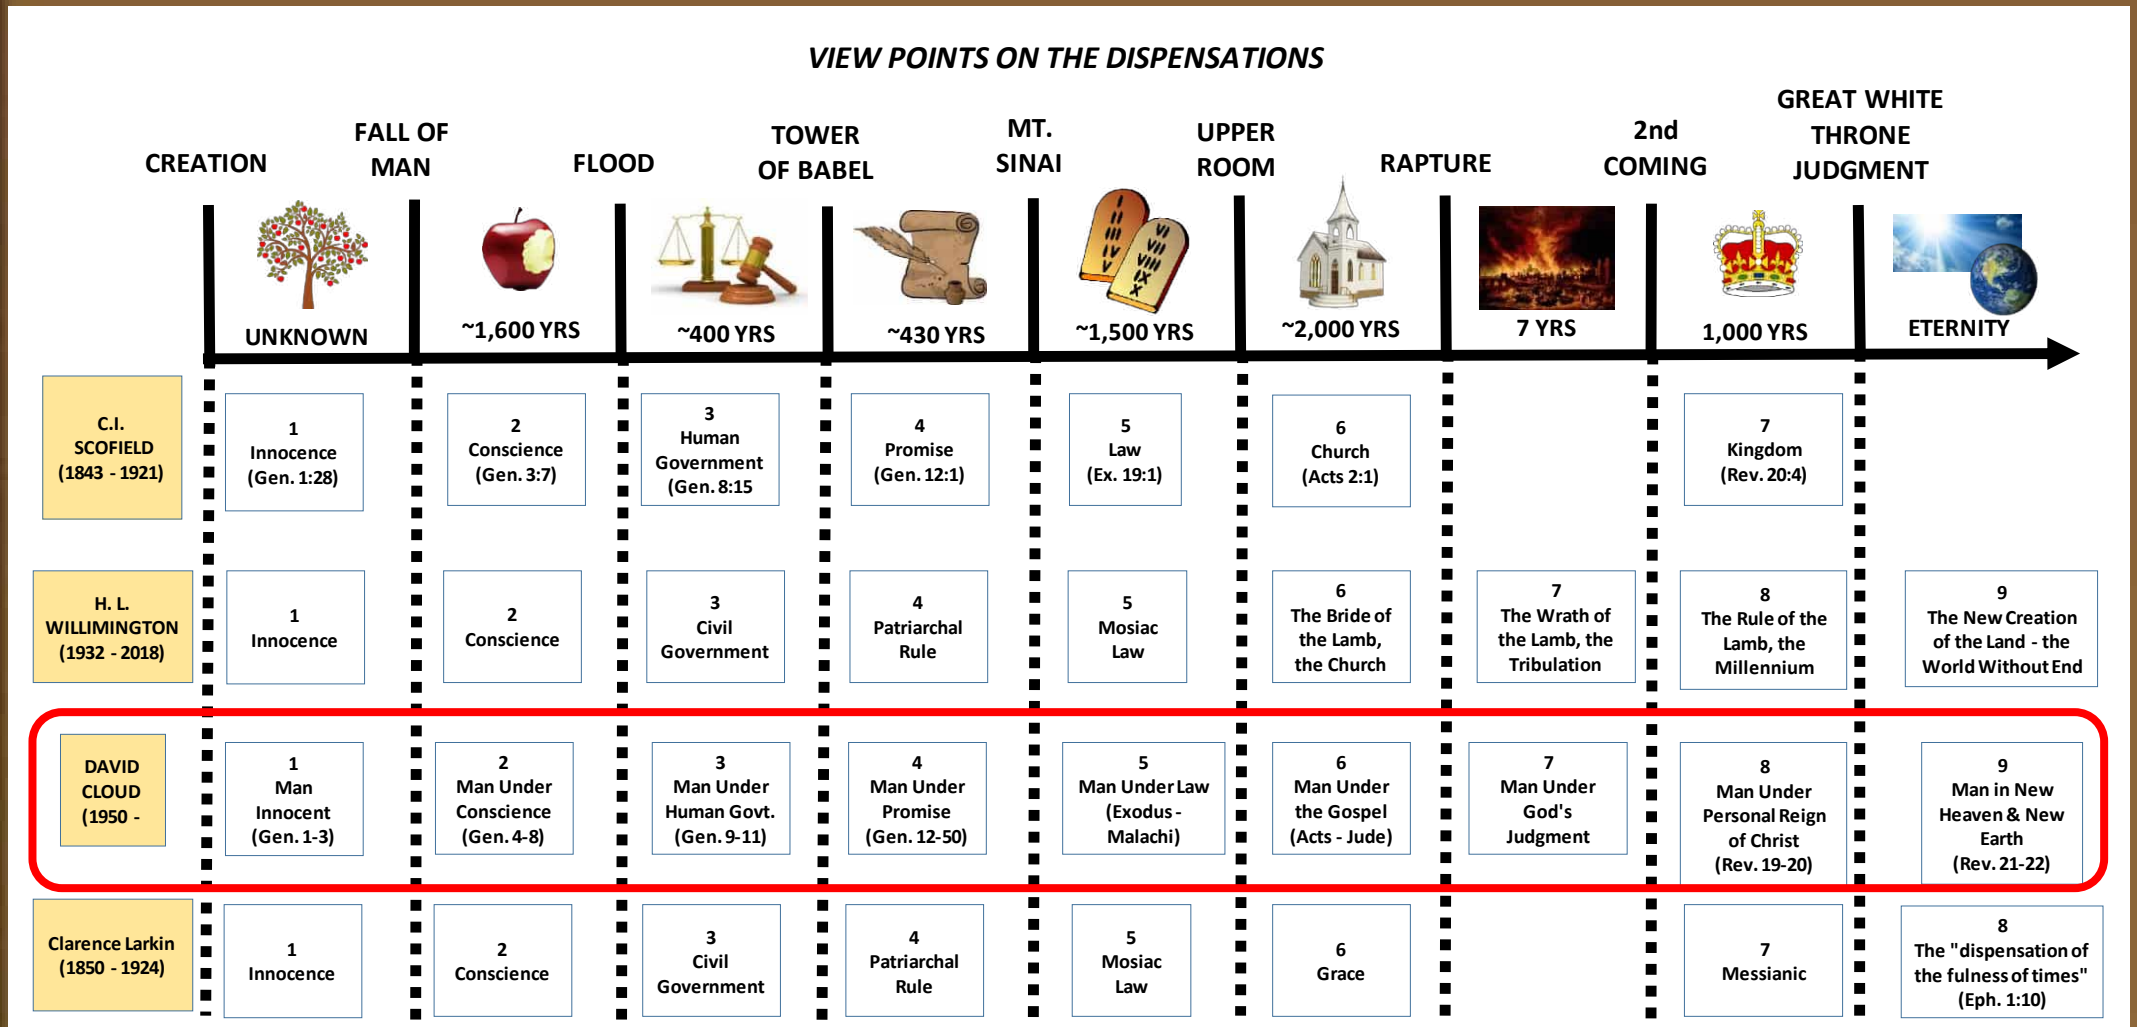 VIEW POINTS ON THE DISPENSATIONS
CREATION
FALL OF
MAN
FLOOD
TOWER
OF BABEL
MT.
SINAI
UPPER
ROOM
RAPTURE
2nd
COMING
GREAT WHITE
THRONE
JUDGMENT
I
II
III
IV
V
VI
VII
VIII
IX
X
UNKNOWN
~1,600 YRS
~400 YRS
~430 YRS
~1,500 YRS
~2,000 YRS
7 YRS
1,000 YRS
ETERNITY
C.I.
SCOFIELD
(1843 - 1921)
1
Innocence
(Gen. 1:28)
2
Conscience
(Gen. 3:7)
3
Human
Government
(Gen. 8:15
4
Promise
(Gen. 12:1)
5
Law
(Ex. 19:1)
6
Church
(Acts 2:1)
7
Kingdom
(Rev. 20:4)
H. L.
WILLIMINGTON
(1932 - 2018)
1
Innocence
2
Conscience
3
Civil
Government
4
Patriarchal
Rule
5
Mosiac
Law
6
The Bride of
the Lamb,
the Church
7
The Wrath of
the Lamb, the
Tribulation
8
The Rule of the
Lamb, the
Millennium
9
The New Creation
of the Land - the
World Without End
DAVID
CLOUD
(1950 -
1
Man
Innocent
(Gen. 1-3)
2
Man Under
Conscience
(Gen. 4-8)
3
Man Under
Human Govt.
(Gen. 9-11)
4
Man Under
Promise
(Gen. 12-50)
5
Man Under Law
(Exodus -
Malachi)
6
Man Under
the Gospel
(Acts - Jude)
7
Man Under
God's
Judgment
8
Man Under
Personal Reign
of Christ
(Rev. 19-20)
9
Man in New
Heaven & New
Earth
(Rev. 21-22)
Clarence Larkin
(1850 - 1924)
1
Innocence
2
Conscience
3
Civil
Government
4
Patriarchal
Rule
5
Mosiac
Law
6
Grace
7
Messianic
8
The "dispensation of
the fulness of times"
(Eph. 1:10)